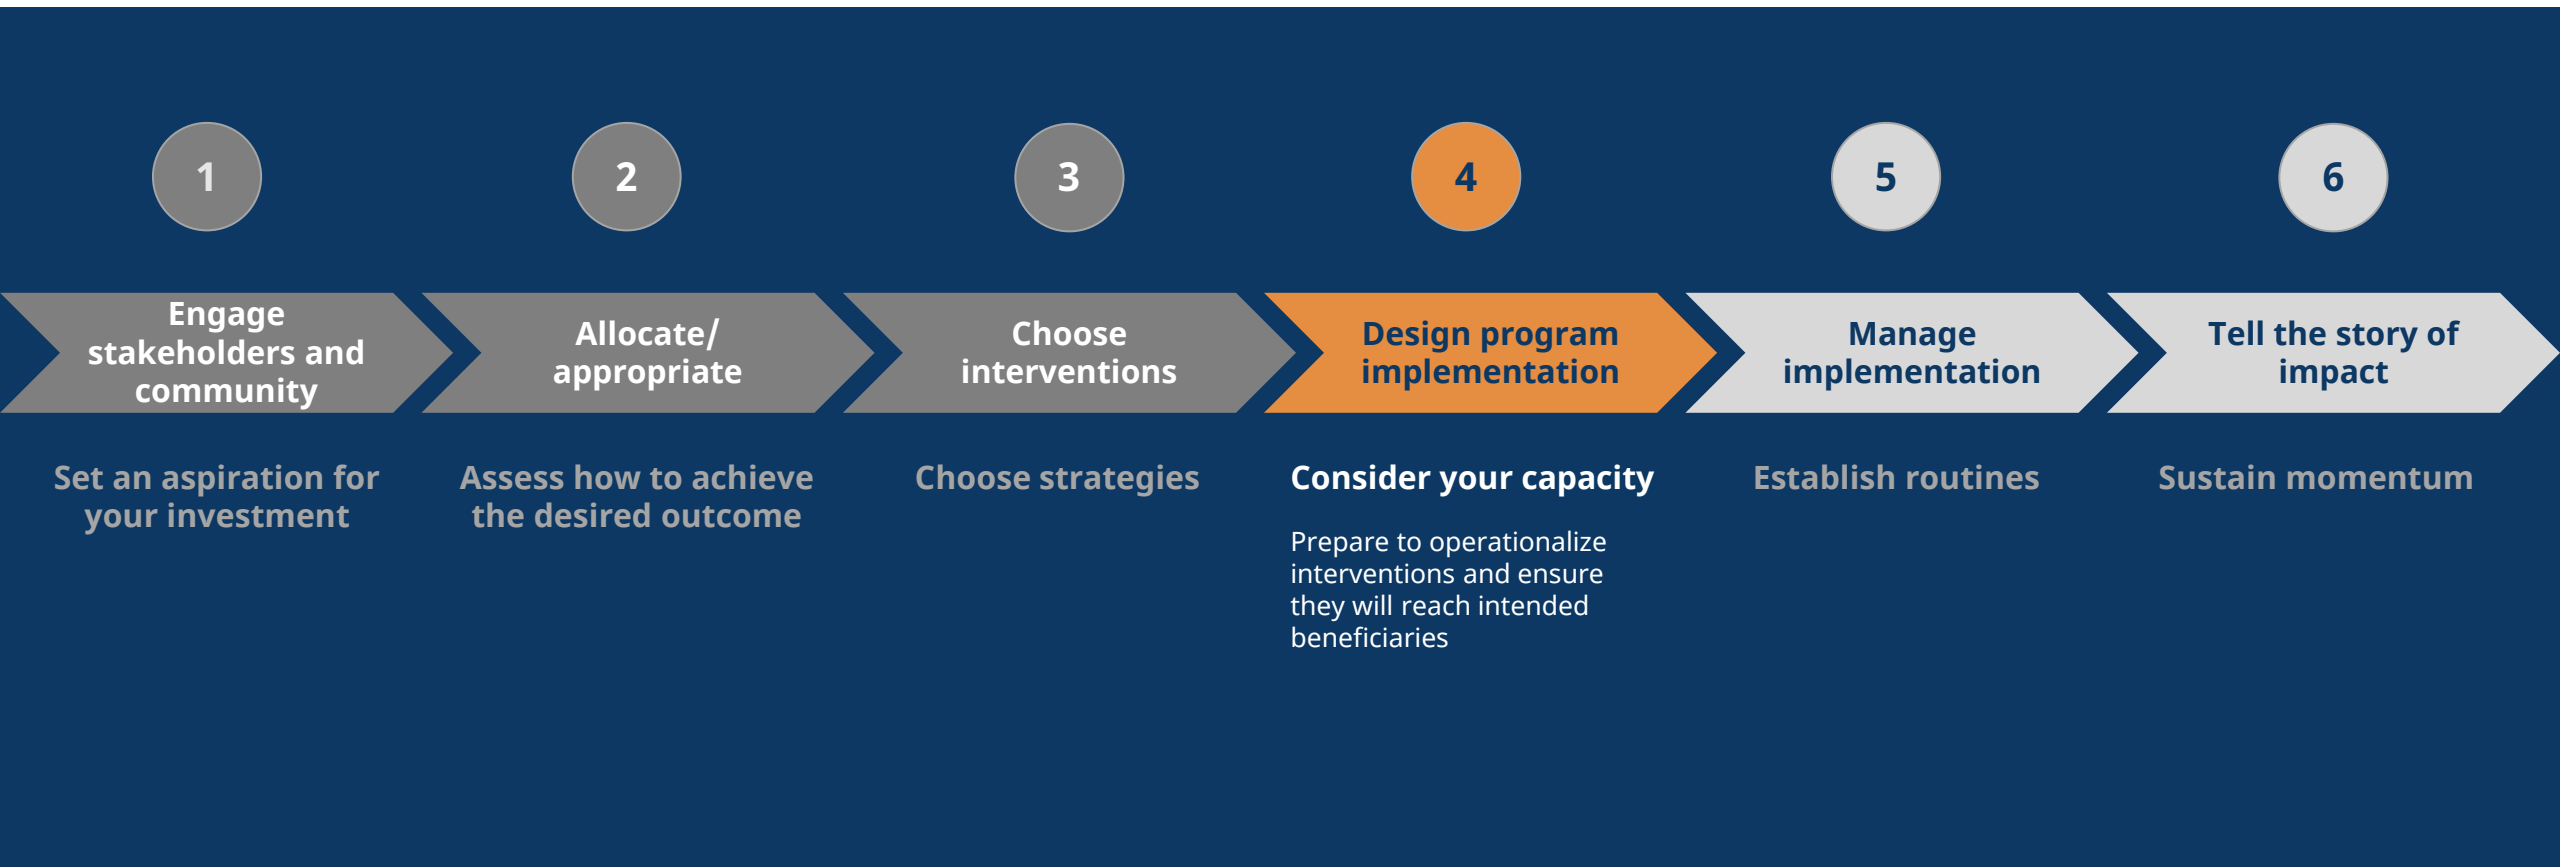 1
2
3
4
5
6
Engage
stakeholders and
community
Allocate/
appropriate
Choose
interventions
Design program
implementation
Manage
implementation
Tell the story of
impact
Set an aspiration for
your investment
Assess how to achieve
the desired outcome
Choose strategies
Consider your capacity
Prepare to operationalize
interventions and ensure
they will reach intended
beneficiaries
Establish routines
Sustain momentum